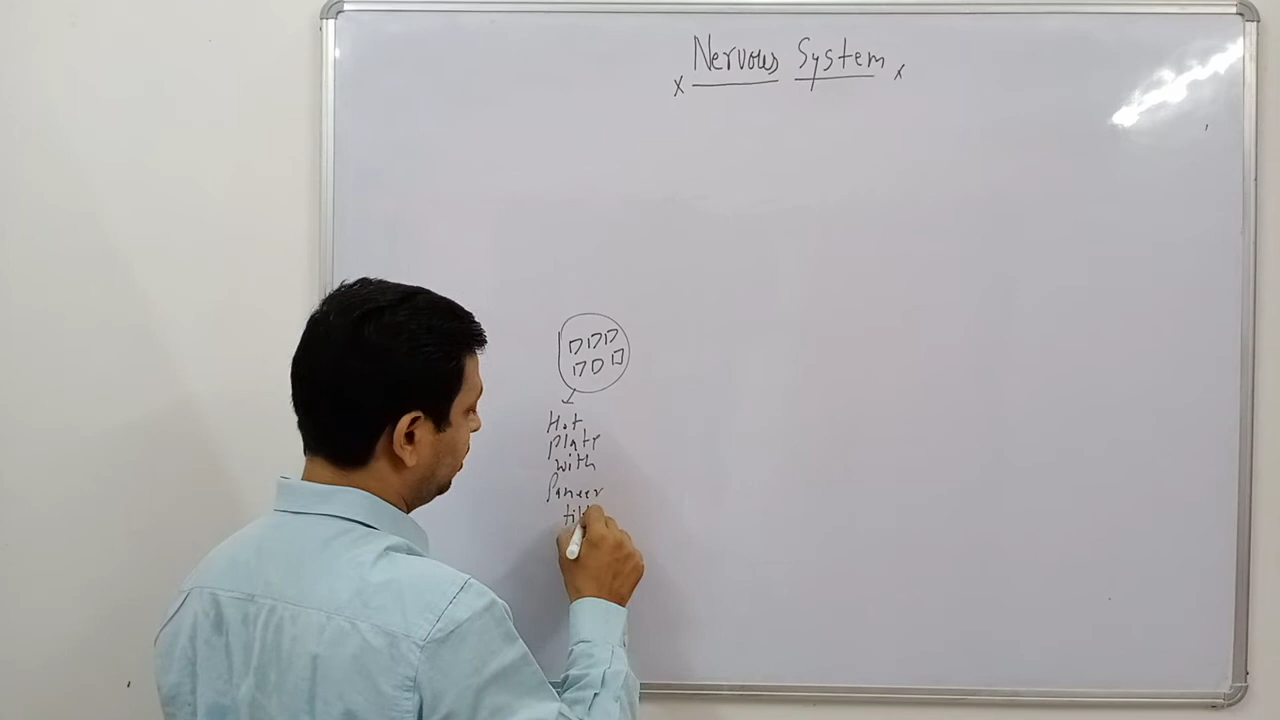 x Nervous System x
Hot
plate
with
Paneer